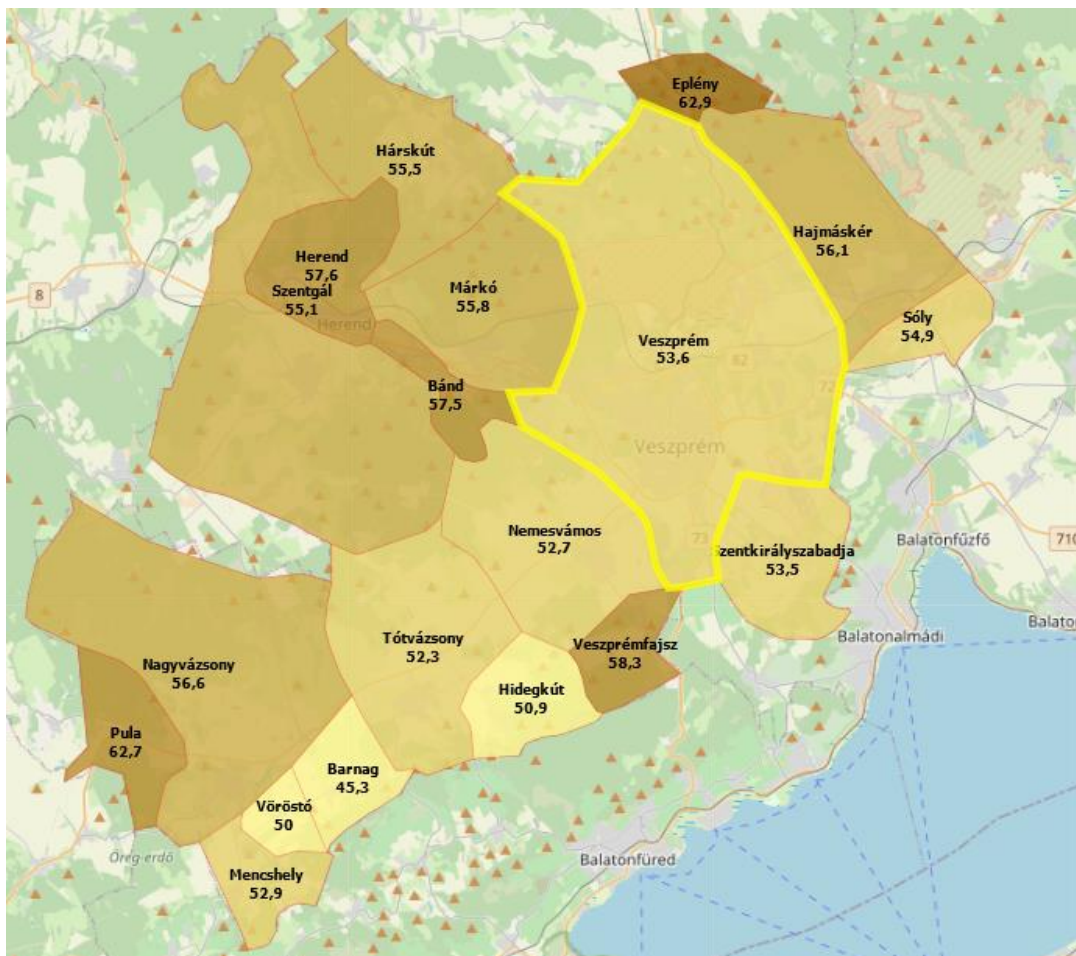 Eplény
62,9
Hárskút
55,5
Hajmáskér
56,1
Herend
57,6
Szentgál
55,1
Márkó
55,8
8
Herend
Sóly
54,9
Veszprém
53,6
82
72
Bánd
57,5
Veszprém
Nemesvámos
52,7
73
Szentkirályszabadja
53,5
Balatonfűzfő
710
Balaton
Balatonalmádi
Tótvázsony
52,3
Veszprémfajsz
58,3
Nagyvázsony
56,6
Hidegkút
50,9
Pula
62,7
Barnag
45,3
Vöröstó
50
Öreg-erdő
Balatonfüred
Mencshely
52,9